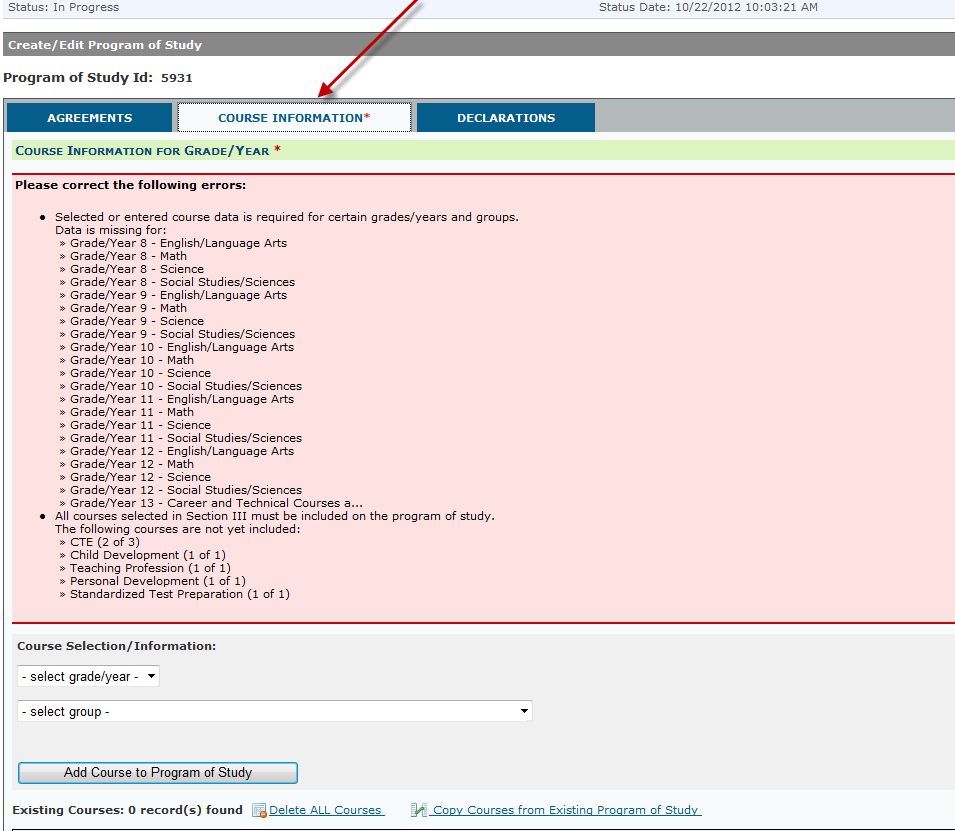 Status: In Progress Status Date: 10/22/2012 10:03:21 AM
Create/Edit Program of Study
Program of Study Id: 5931
AGREEMENTS COURSE INFORMATION* DECLARATIONS
COURSE INFORMATION FOR GRADE/YEAR *
Please correct the following errors:
• Selected or entered course data is required for certain grades/years and groups.
Data is missing for:
» Grade/Year 8 - English/Language Arts
» Grade/Year 8 - Math
» Grade/Year 8 - Science
» Grade/Year 8 - Social Studies/Sciences
» Grade/Year 9 - English/Language Arts
» Grade/Year 9 - Math
» Grade/Year 9 - Science
» Grade/Year 9 - Social Studies/Sciences
» Grade/Year 10 - English/Language Arts
» Grade/Year 10 - Math
» Grade/Year 10 - Science
» Grade/Year 10 - Social Studies/Sciences
» Grade/Year 11 - English/Language Arts
» Grade/Year 11 - Math
» Grade/Year 11 - Science
» Grade/Year 11 - Social Studies/Sciences
» Grade/Year 12 - English/Language Arts
» Grade/Year 12 - Math
» Grade/Year 12 - Science
» Grade/Year 12 - Social Studies/Sciences
» Grade/Year 13 - Career and Technical Courses a...
• All courses selected in Section III must be included on the program of study.
The following courses are not yet included:
» CTE (2 of 3)
» Child Development (1 of 1)
» Teaching Profession (1 of 1)
» Personal Development (1 of 1)
» Standardized Test Preparation (1 of 1)
Course Selection/Information:
- select grade/year -
- select group -
Add Course to Program of Study
Existing Courses: 0 record(s) found Delete ALL Courses Copy Courses from Existing Program of Study